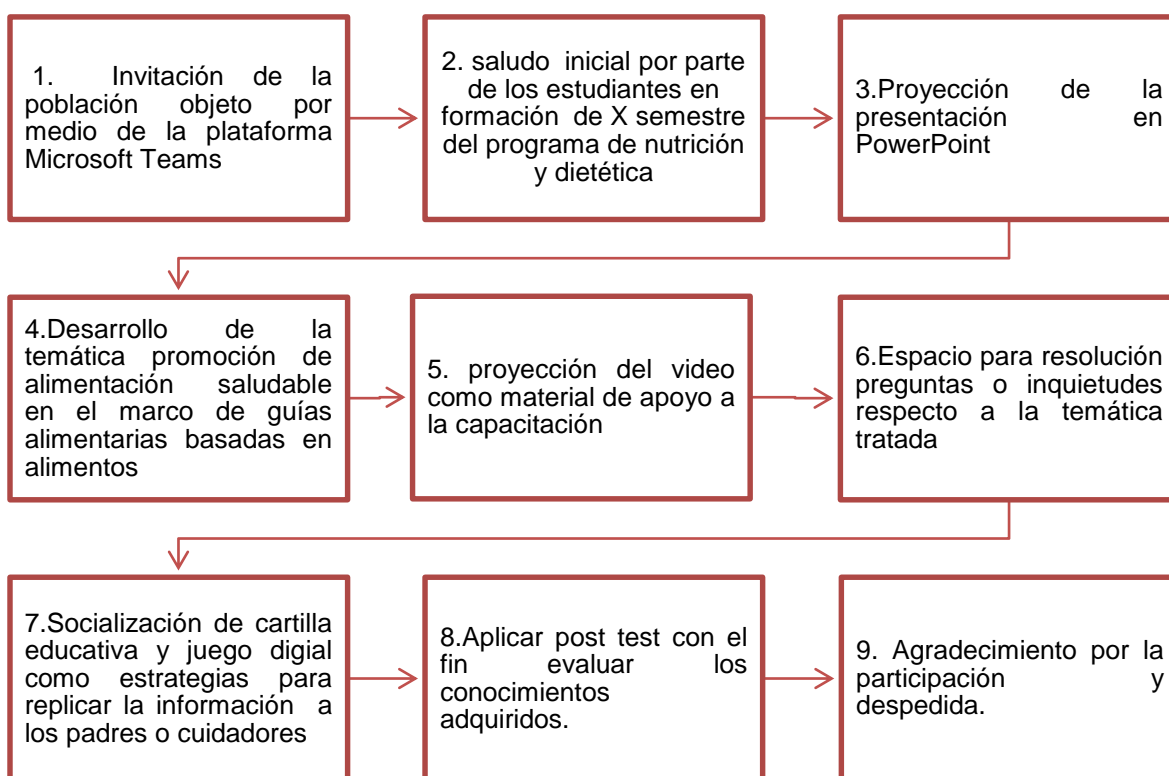 1. Invitación de la
población objeto por
medio de la plataforma
Microsoft Teams
2. saludo inicial por parte
de los estudiantes en
formación de X semestre
del programa de nutrición
y dietética
3.Proyección de la
presentación en
PowerPoint
4.Desarrollo de la
temática promoción de
alimentación saludable
en el marco de guías
alimentarias basadas en
alimentos
5. proyección del video
como material de apoyo a
la capacitación
6.Espacio para resolución
preguntas o inquietudes
respecto a la temática
tratada
7.Socialización de cartilla
educativa y juego digial
como estrategias para
replicar la información a
los padres o cuidadores
8.Aplicar post test con el
fin evaluar los
conocimientos
adquiridos.
9. Agradecimiento por la
participación y
despedida.